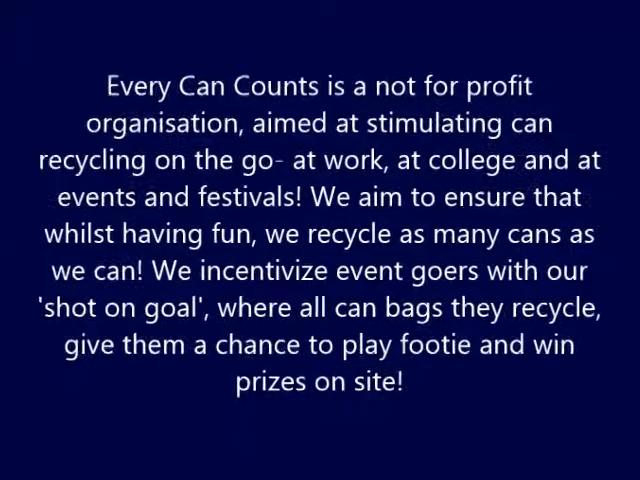 Every Can Counts is a not for profit
organisation, aimed at stimulating can
recycling on the go- at work, at college and at
events and festivals! We aim to ensure that
whilst having fun, we recycle as many cans as
we can! We incentivize event goers with our
'shot on goal', where all can bags they recycle,
give them a chance to play footie and win
prizes on site!